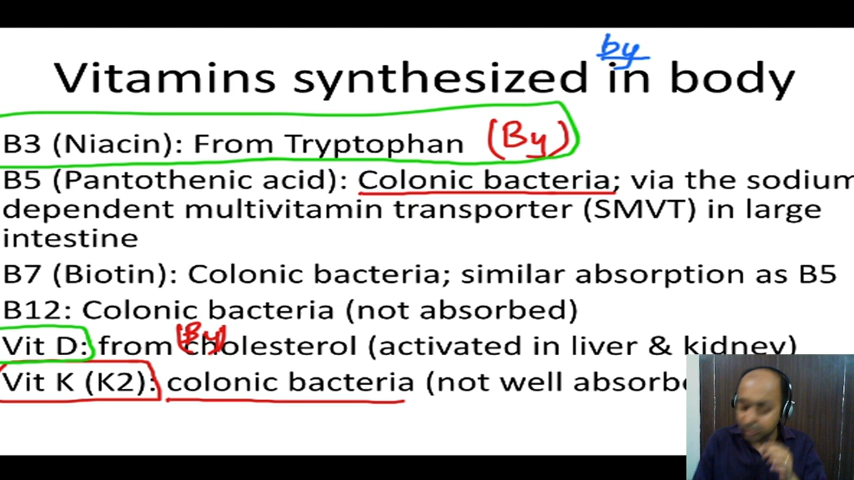 by
Vitamins synthesized in body
B3 (Niacin): From Tryptophan (By)
B5 (Pantothenic acid): Colonic bacteria; via the sodium
dependent multivitamin transporter (SMVT) in large
intestine
B7 (Biotin): Colonic bacteria; similar absorption as B5
B12: Colonic bacteria (not absorbed)
(By)
Vit D: from cholesterol (activated in liver & kidney)
Vit K (K2): colonic bacteria (not well